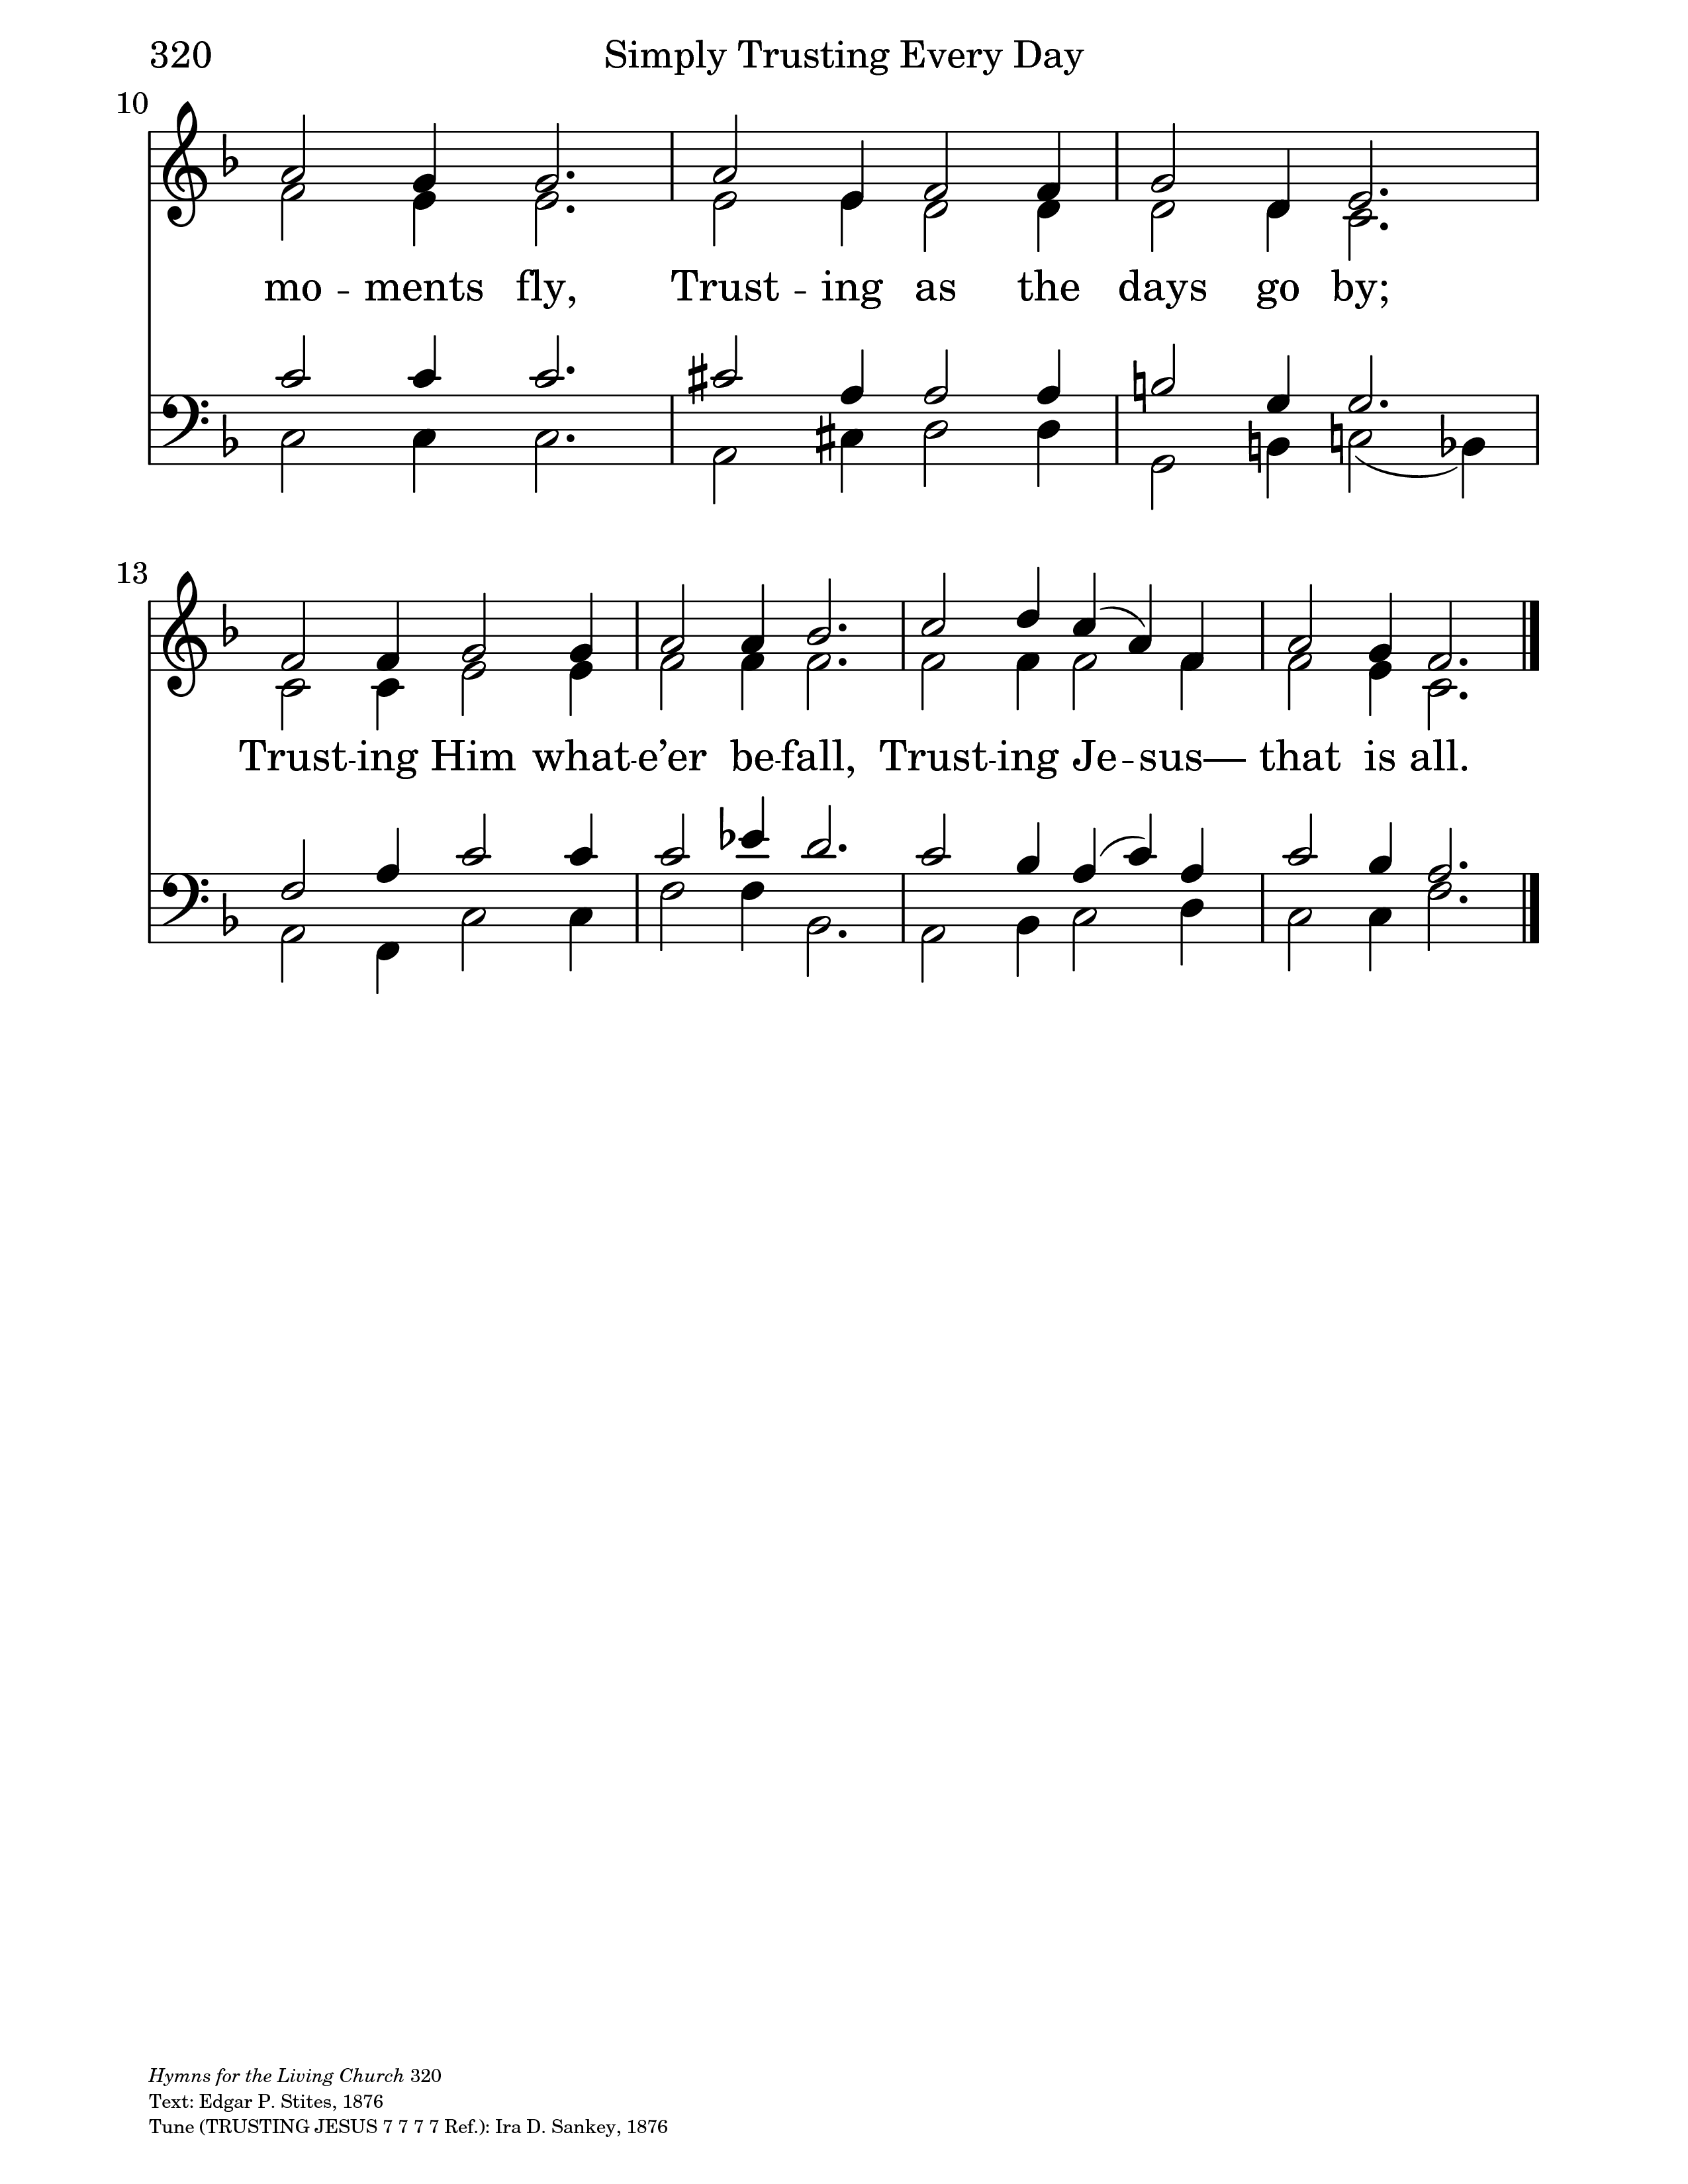 320 Simply Trusting Every Day
10
mo -- ments fly, Trust -- ing as the days go by;
13
Trust - ing Him what - e’er be - fall, Trust - ing Je - sus— that is all.
Hymns for the Living Church 320
Text: Edgar P. Stites, 1876
Tune (TRUSTING JESUS 7 7 7 7 Ref.): Ira D. Sankey, 1876